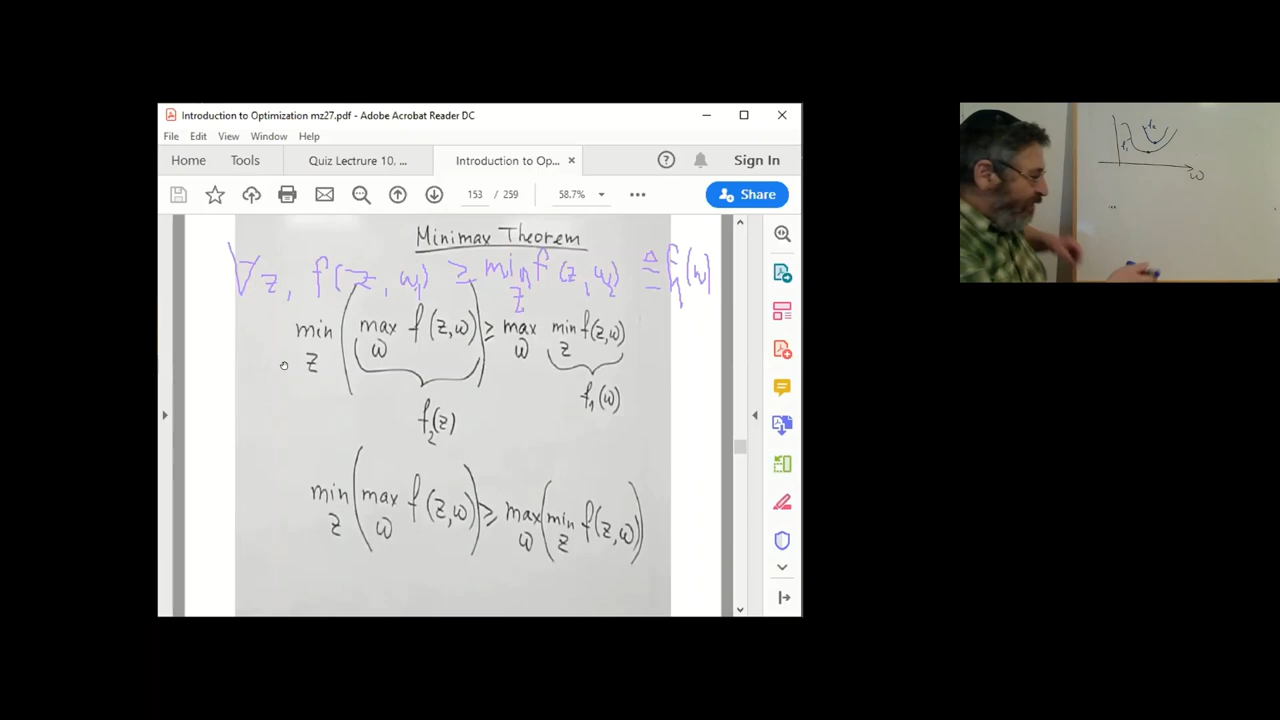 Introduction to Optimization mz27.pdf - Adobe Acrobat Reader DC
File Edit View Window Help
Home Tools Quiz Lecture 10, ... Introduction to Op... × ? Sign In
153 / 259 58.7% Share
Minimax Theorem
∀z, f(z, w) ≥ min f(z, w) ≜ f₁(w)
z
min (max f(z,ω)) ≥ max min f(z,ω)
z ω ω z
f₁(ω)
f₂(z)
min (max f(z,ω)) ≥ max(min f(z,ω))
z ω ω z
f₂
f₁
ω